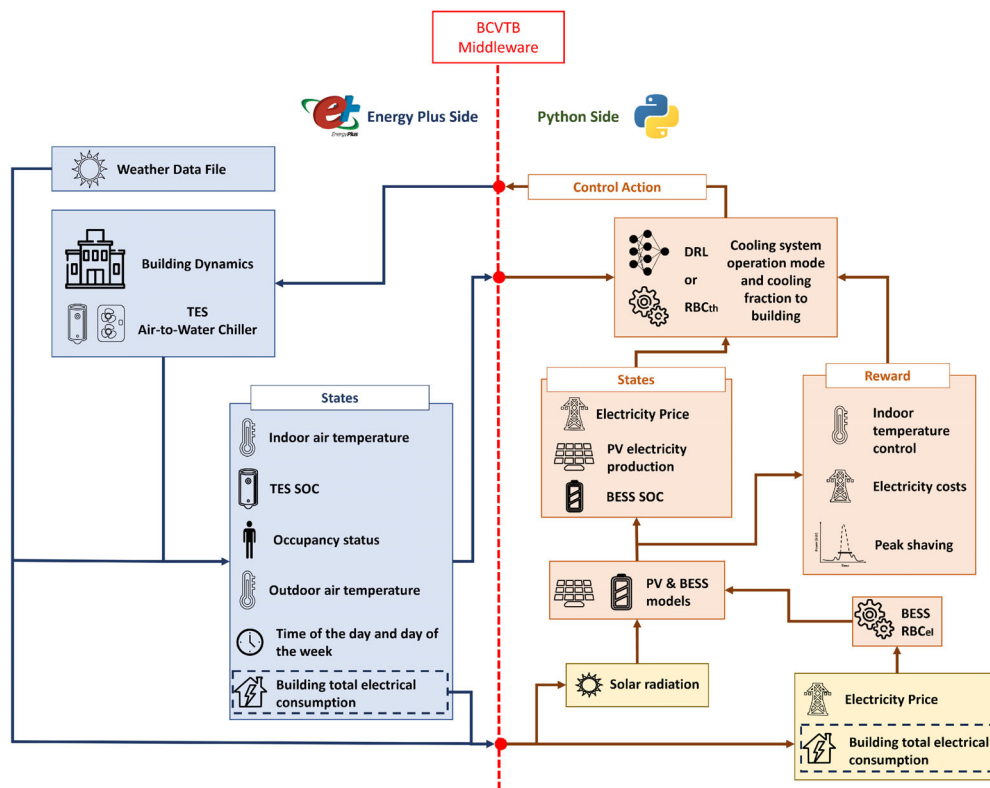 BCVTB
Middleware
Energy Plus Side
Python Side
EnergyPlus
Weather Data File
Control Action
Building Dynamics
TES
Air-to-Water Chiller
DRL
or
RBCth
Cooling system
operation mode
and cooling
fraction to
building
States
Indoor air temperature
TES SOC
Occupancy status
Outdoor air temperature
Time of the day and day of
the week
Building total electrical
consumption
States
Electricity Price
PV electricity
production
BESS SOC
Reward
Indoor
temperature
control
Electricity costs
Peak shaving
PV & BESS
models
BESS
RBCel
Solar radiation
Electricity Price
Building total electrical
consumption